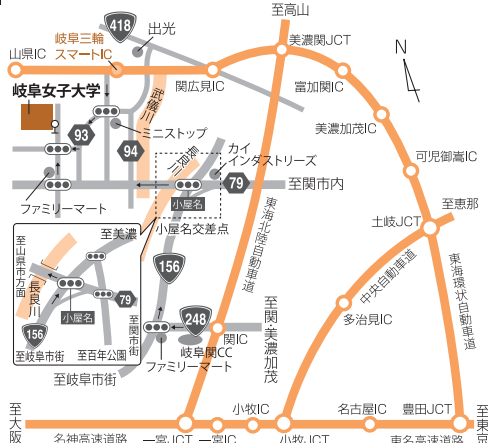 至高山
418
出光
岐阜三輪
スマートIC
山県IC
美濃関JCT
N
関広見IC
富加関IC
岐阜女子大学
武儀川
93
ミニストップ
94
美濃加茂IC
長良川
カイ
インダストリーズ
79
至関市内
可児御嵩IC
ファミリーマート
小屋名
小屋名交差点
至恵那
土岐JCT
東海北陸自動車道
中央自動車道
東海環状自動車道
至美濃
至山県市方面
長良川
156
79
小屋名
156
至関市街
至岐阜市街
至百年公園
248
至関・美濃加茂
多治見IC
関IC
岐阜関CC
ファミリーマート
至岐阜市街
至大阪
小牧IC
名古屋IC
豊田JCT
至東京
名神高速道路
一宮JCT
一宮IC
小牧JCT
東名高速道路